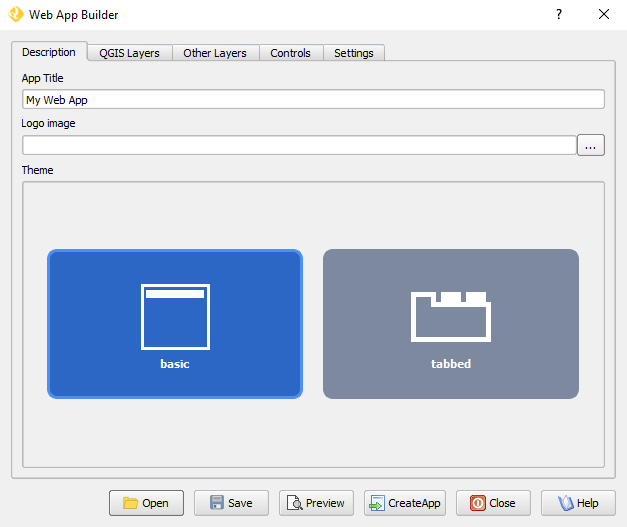 Web App Builder
?
Description QGIS Layers Other Layers Controls Settings
App Title
My Web App
Logo image
...
Theme
basic tabbed
Open Save Preview CreateApp Close Help